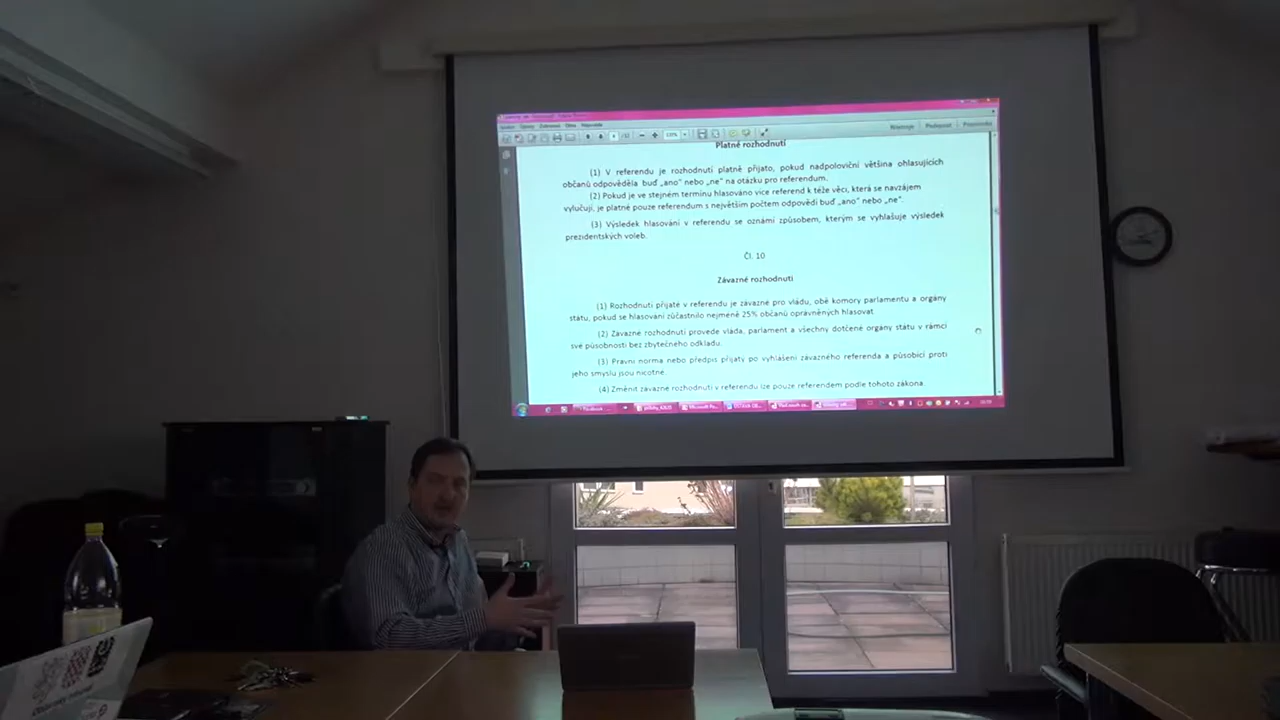 Platné rozhodnutí
(1) V referendu je rozhodnutí platně přijato, pokud nadpoloviční většina ohlasujících
občanů odpověděla buď „ano" nebo „ne" na otázku pro referendum.
(2) Pokud je ve stejném termínu hlasováno více referend k téže věci, která se navzájem
vylučují, je platné pouze referendum s největším počtem odpovědí buď „ano" nebo „ne".
(3) Výsledek hlasování v referendu se oznámí způsobem, kterým se vyhlašuje výsledek
prezidentských voleb.
Čl. 10
Závazné rozhodnutí
(1) Rozhodnutí přijaté v referendu je závazné pro vládu, obě komory parlamentu a orgány
státu, pokud se hlasování zúčastnilo nejméně 25% občanů oprávněných hlasovat
(2) Závazné rozhodnutí provede vláda, parlament a všechny dotčené orgány státu v rámci
své působnosti bez zbytečného odkladu.
(3) Právní norma nebo předpis přijatý po vyhlášení závazného referenda a působící proti
jeho smyslu jsou nicotné.
(4) Změnit závazné rozhodnutí v referendu lze pouze referendem podle tohoto zákona.